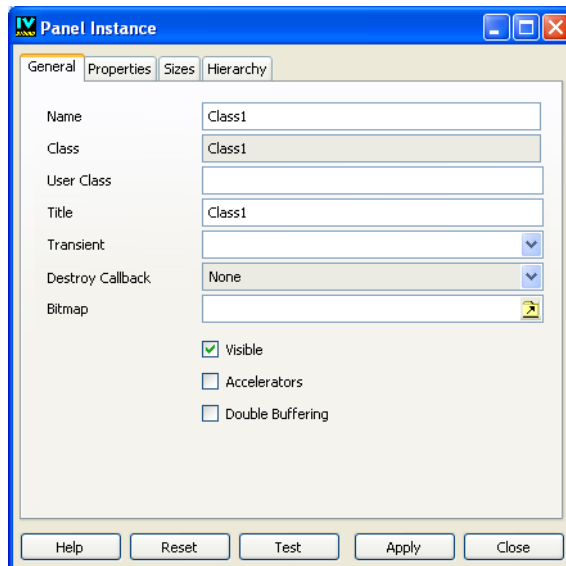 IV Panel Instance
General Properties Sizes Hierarchy
Name Class1
Class Class1
User Class
Title Class1
Transient
Destroy Callback None
Bitmap
Visible
Accelerators
Double Buffering
Help Reset Test Apply Close